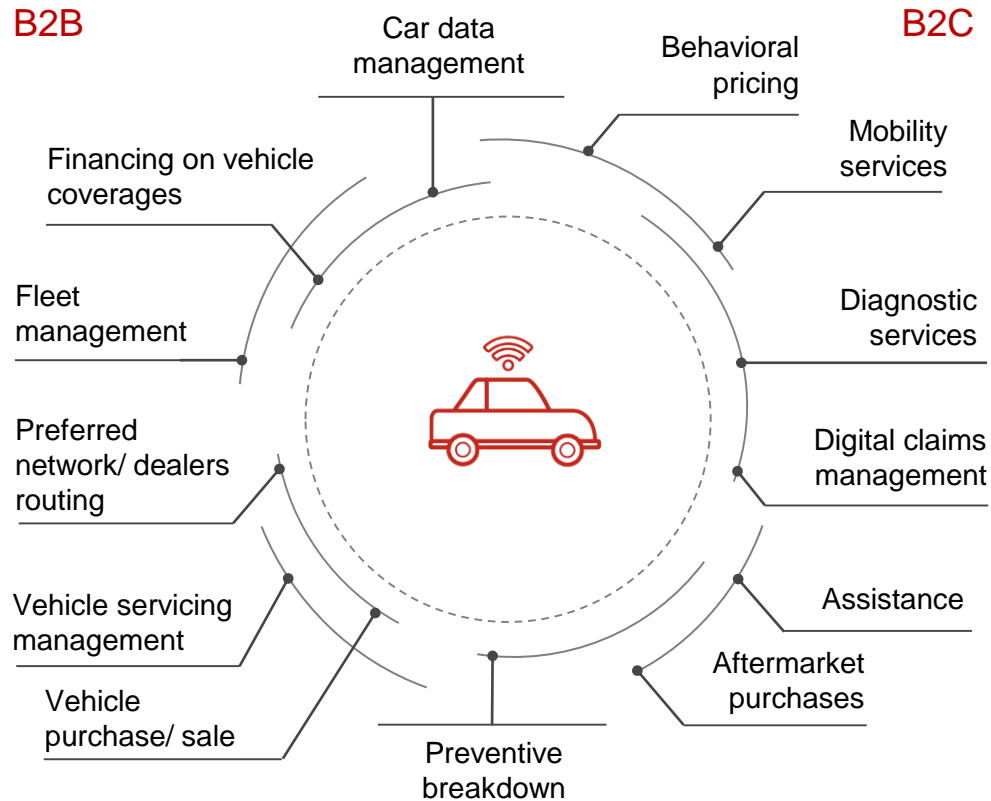 B2B
B2C
Car data
management
Behavioral
pricing
Financing on vehicle
coverages
Mobility
services
Fleet
management
Diagnostic
services
Preferred
network/ dealers
routing
Digital claims
management
Vehicle servicing
management
Assistance
Vehicle
purchase/ sale
Aftermarket
purchases
Preventive
breakdown